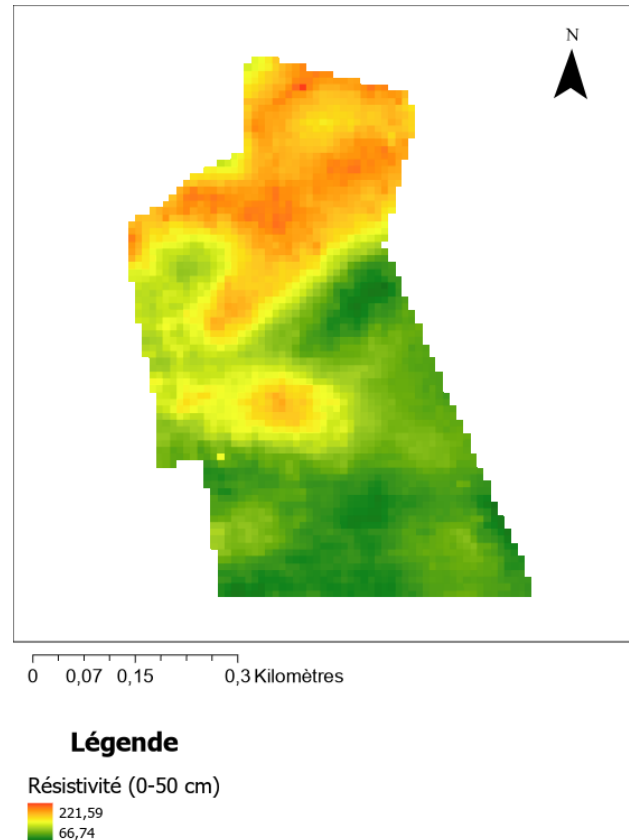 N
0 0,07 0,15 0,3 Kilomètres
Légende
Résistivité (0-50 cm)
221,59
66,74